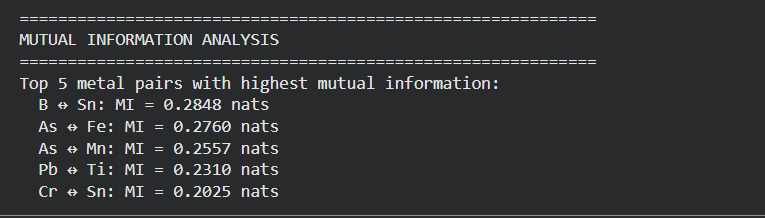 ============================================================
MUTUAL INFORMATION ANALYSIS
============================================================
Top 5 metal pairs with highest mutual information:
B ↔ Sn: MI = 0.2848 nats
As ↔ Fe: MI = 0.2760 nats
As ↔ Mn: MI = 0.2557 nats
Pb ↔ Ti: MI = 0.2310 nats
Cr ↔ Sn: MI = 0.2025 nats